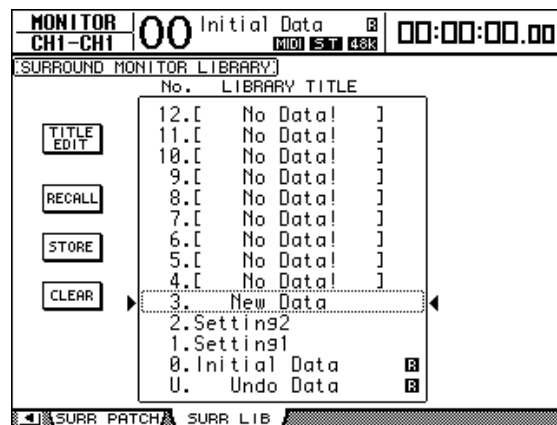 MONITOR
CH1-CH1
00 Initial Data R
MIDI ST 48k
00:00:00.00
SURROUND MONITOR LIBRARY
No. LIBRARY TITLE
12.[ No Data! ]
11.[ No Data! ]
10.[ No Data! ]
9.[ No Data! ]
8.[ No Data! ]
7.[ No Data! ]
6.[ No Data! ]
5.[ No Data! ]
4.[ No Data! ]
3. New Data
2.Setting2
1.Setting1
0.Initial Data R
U. Undo Data R
TITLE
EDIT
RECALL
STORE
CLEAR
SURR PATCH
SURR LIB